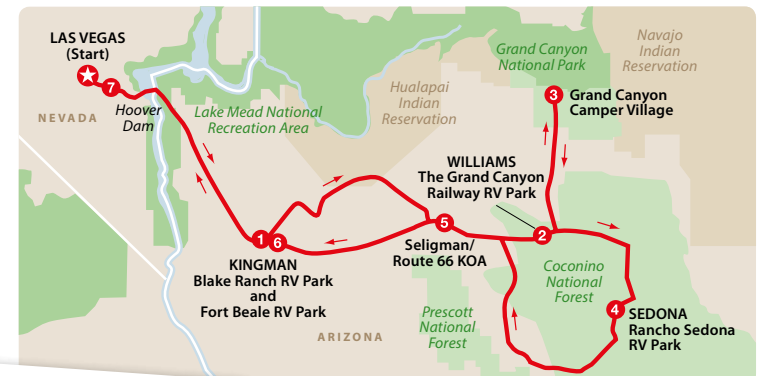 LAS VEGAS
(Start)
7
Hoover
Dam
NEVADA
Lake Mead National
Recreation Area
Hualapai
Indian
Reservation
Grand Canyon
National Park
Navajo
Indian
Reservation
3
Grand Canyon
Camper Village
WILLIAMS
The Grand Canyon
Railway RV Park
2
5
Seligman/
Route 66 KOA
1
6
KINGMAN
Blake Ranch RV Park
and
Fort Beale RV Park
Coconino
National
Forest
Prescott
National
Forest
4
SEDONA
Rancho Sedona
RV Park
ARIZONA